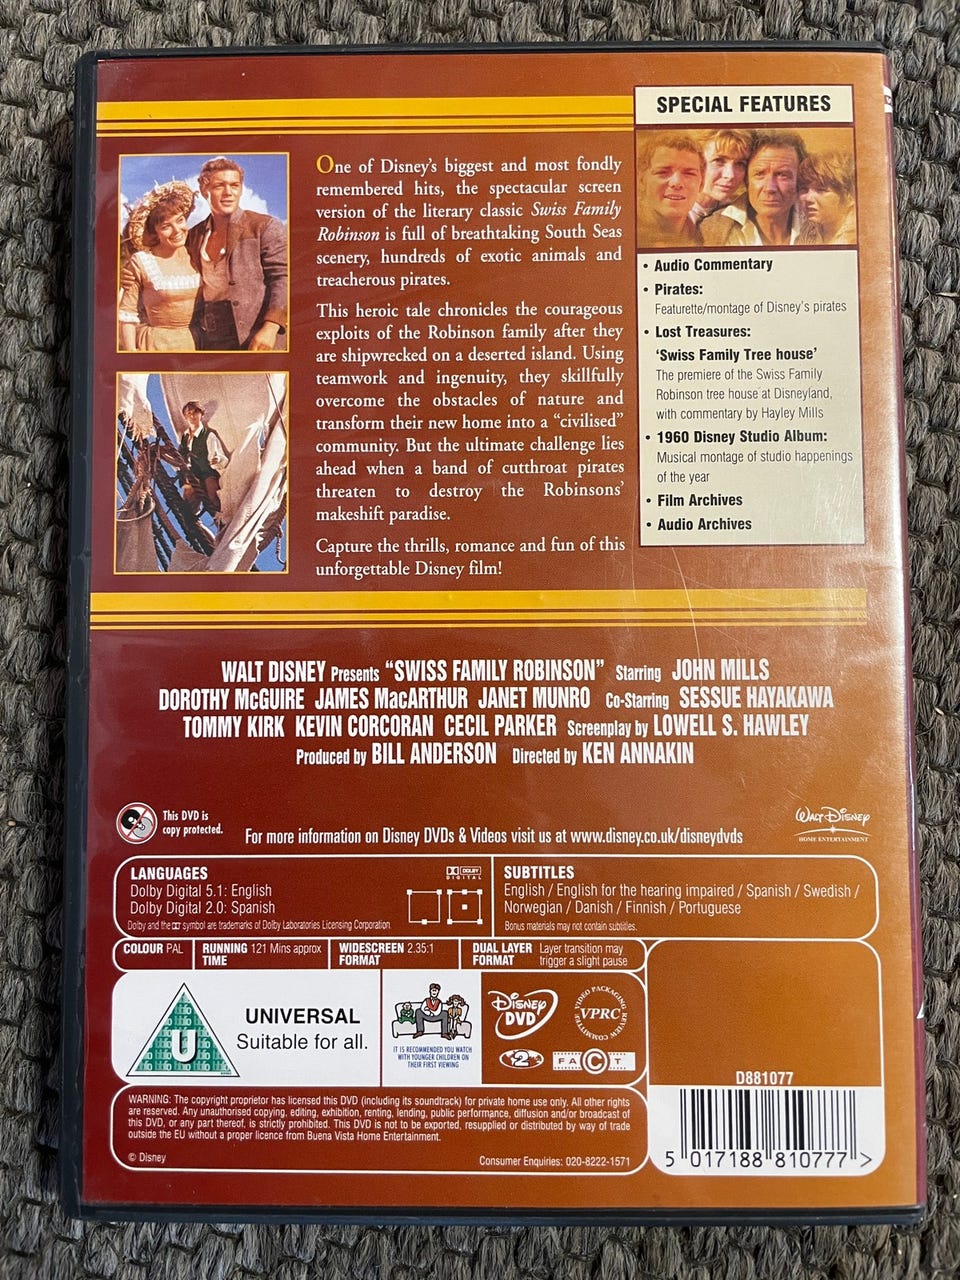 One of Disney's biggest and most fondly
remembered hits, the spectacular screen
version of the literary classic Swiss Family
Robinson is full of breathtaking South Seas
scenery, hundreds of exotic animals and
treacherous pirates.
This heroic tale chronicles the courageous
exploits of the Robinson family after they
are shipwrecked on a deserted island. Using
teamwork and ingenuity, they skillfully
overcome the obstacles of nature and
transform their new home into a "civilised"
community. But the ultimate challenge lies
ahead when a band of cutthroat pirates
threaten to destroy the Robinsons'
makeshift paradise.
Capture the thrills, romance and fun of this
unforgettable Disney film!
SPECIAL FEATURES
• Audio Commentary
• Pirates:
Featurette/montage of Disney's pirates
• Lost Treasures:
'Swiss Family Tree house'
The premiere of the Swiss Family
Robinson tree house at Disneyland,
with commentary by Hayley Mills
• 1960 Disney Studio Album:
Musical montage of studio happenings
of the year
• Film Archives
• Audio Archives
WALT DISNEY Presents "SWISS FAMILY ROBINSON" Starring JOHN MILLS
DOROTHY McGUIRE JAMES MacARTHUR JANET MUNRO Co-Starring SESSUE HAYAKAWA
TOMMY KIRK KEVIN CORCORAN CECIL PARKER Screenplay by LOWELL S. HAWLEY
Produced by BILL ANDERSON Directed by KEN ANNAKIN
This DVD is
copy protected.
For more information on Disney DVDs & Videos visit us at www.disney.co.uk/disneydvds
WALT DISNEY
HOME ENTERTAINMENT
LANGUAGES
Dolby Digital 5.1: English
Dolby Digital 2.0: Spanish
Dolby and the DD symbol are trademarks of Dolby Laboratories Licensing Corporation.
DOLBY
DIGITAL
SUBTITLES
English / English for the hearing impaired / Spanish / Swedish /
Norwegian / Danish / Finnish / Portuguese
Bonus materials may not contain subtitles.
COLOUR PAL
RUNNING TIME 121 Mins approx
WIDESCREEN FORMAT 2.35:1
DUAL LAYER FORMAT Layer transition may
trigger a slight pause
U
UNIVERSAL
Suitable for all.
IT IS RECOMMENDED YOU WATCH
WITH YOUNGER CHILDREN ON
THEIR FIRST VIEWING
DISNEY
DVD
VIDEO PACKAGING REVIEW COMMITTEE
VPRC
2
FACT
D881077
5 017188 810777 >
WARNING: The copyright proprietor has licensed this DVD (including its soundtrack) for private home use only. All other rights
are reserved. Any unauthorised copying, editing, exhibition, renting, lending, public performance, diffusion and/or broadcast of
this DVD, or any part thereof, is strictly prohibited. This DVD is not to be exported, resupplied or distributed by way of trade
outside the EU without a proper licence from Buena Vista Home Entertainment.
© Disney
Consumer Enquiries: 020-8222-1571